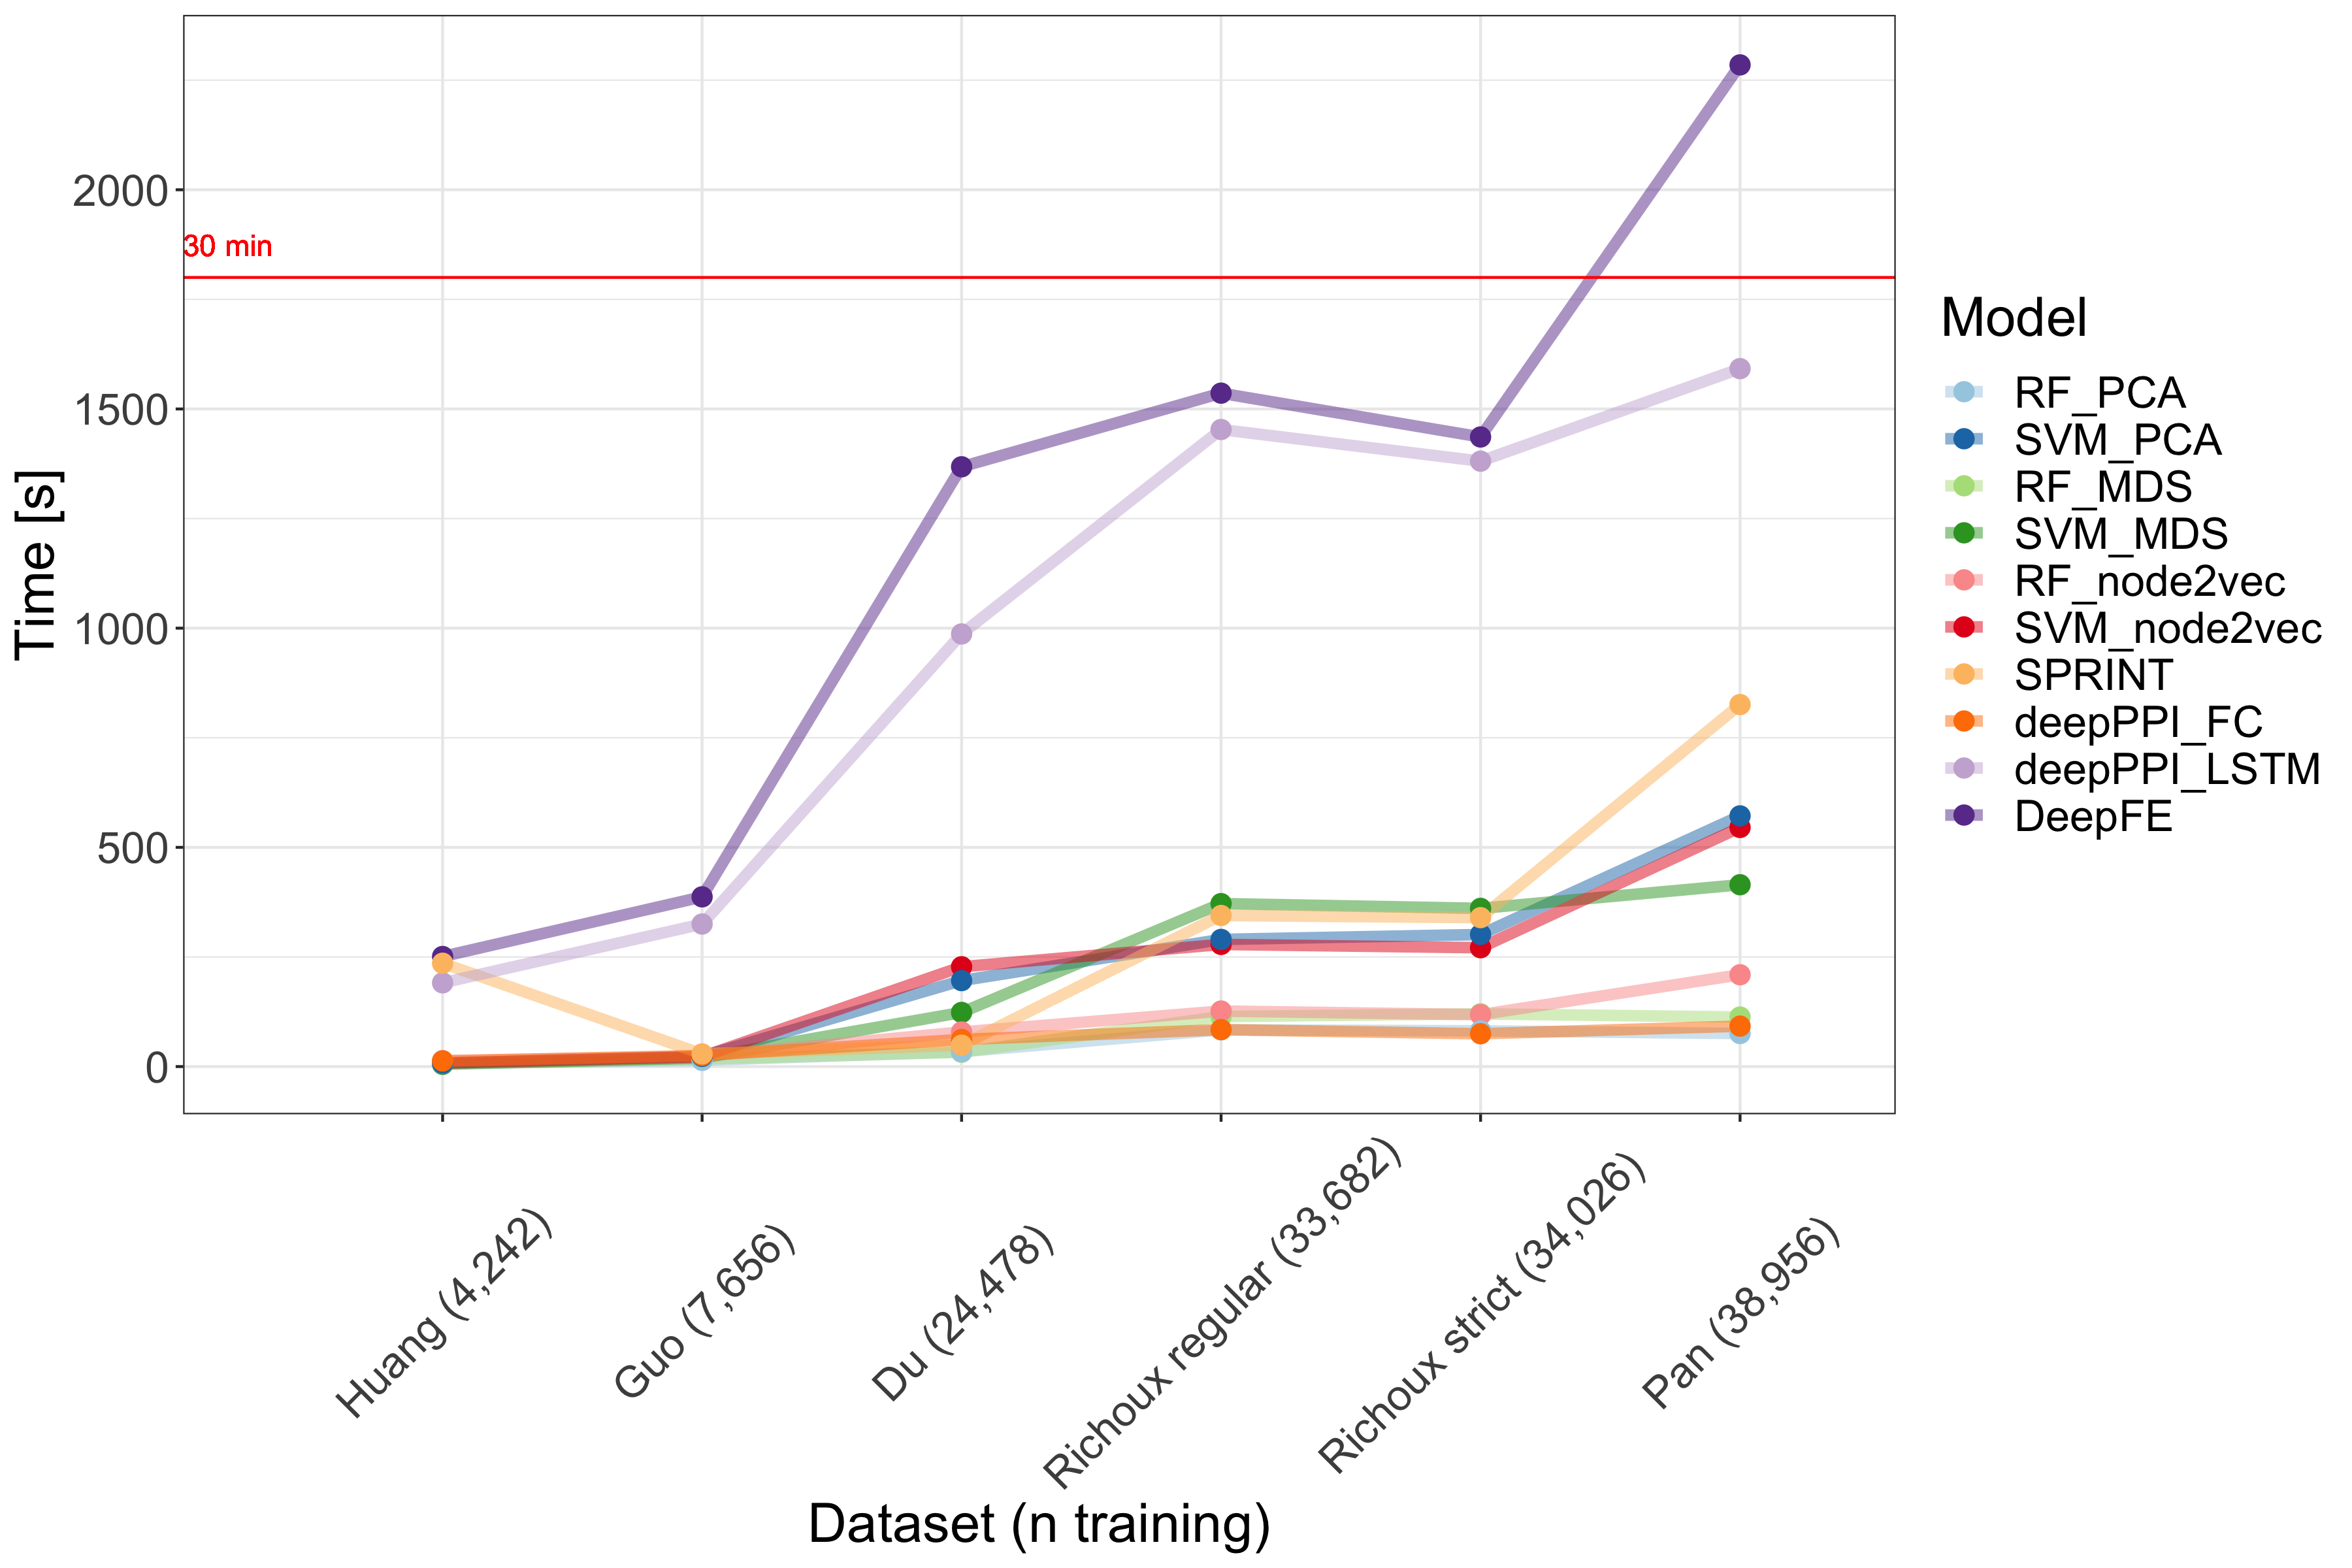 2000
1500
1000
500
0
Time [s]
30 min
Huang (4,242)
Guo (7,656)
Du (24,478)
Richoux regular (33,682)
Richoux strict (34,026)
Pan (38,956)
Dataset (n training)
Model
RF_PCA
SVM_PCA
RF_MDS
SVM_MDS
RF_node2vec
SVM_node2vec
SPRINT
deepPPI_FC
deepPPI_LSTM
DeepFE